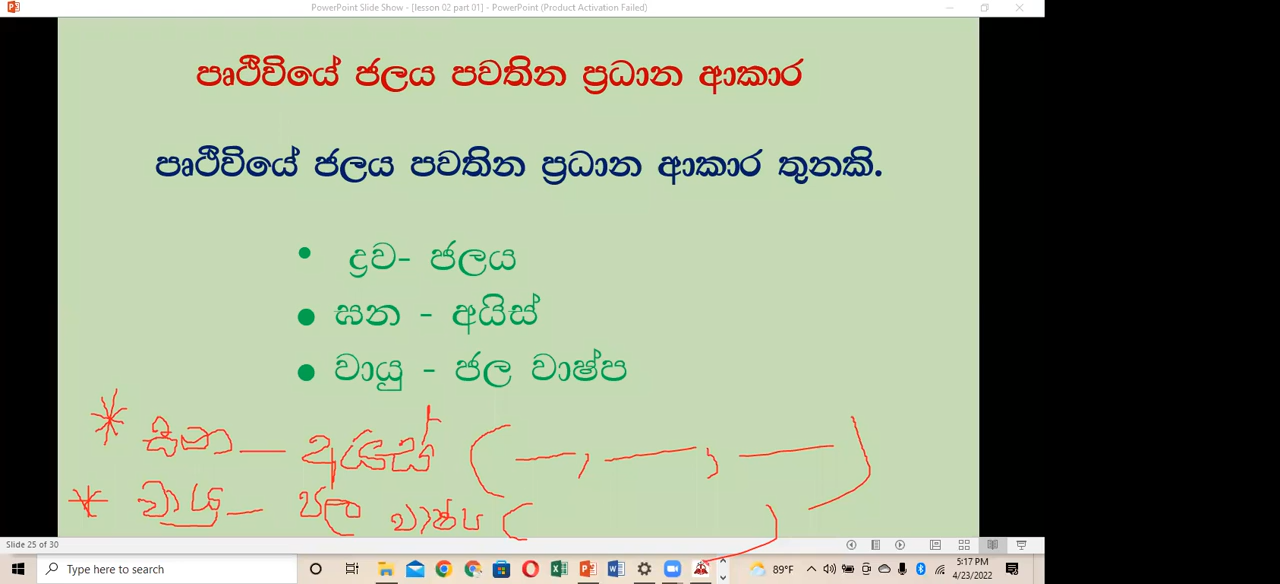 PowerPoint Slide Show - [lesson 02 part 01] - PowerPoint (Product Activation Failed)
පෘථිවියේ ජලය පවතින ප්‍රධාන ආකාර
පෘථිවියේ ජලය පවතින ප්‍රධාන ආකාර තුනකි.
• ද්‍රව- ජලය
● ඝන - අයිස්
● වායු - ජල වාෂ්ප
* ඝන — අයිස් ( — , — , — )
* වායු — ජල වාෂ්ප ( )
Slide 25 of 30
Type here to search
89°F
5:17 PM
4/23/2022